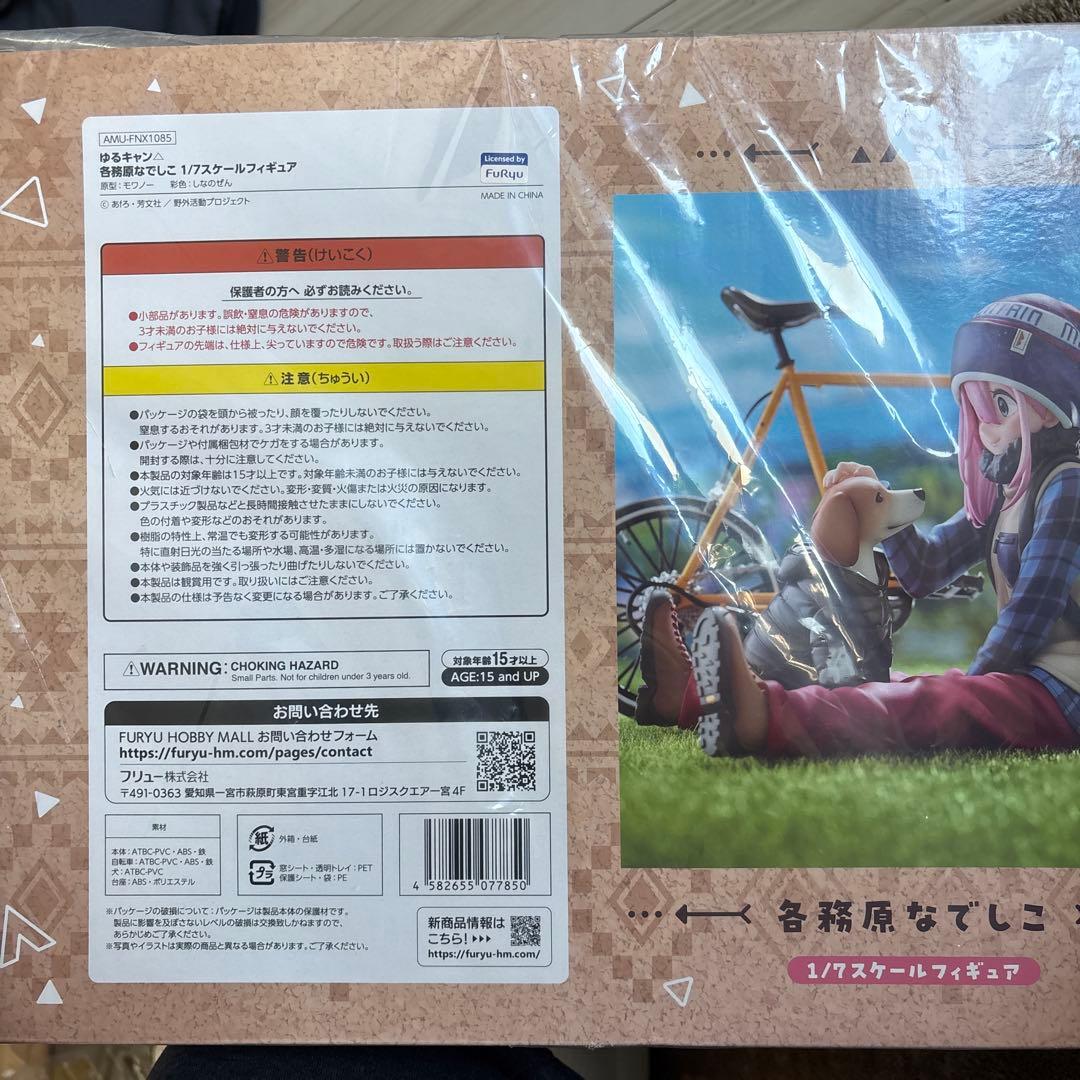 AMU-FNX1085
ゆるキャン△
各務原なでしこ 1/7スケールフィギュア
原型：モワノー 彩色：しなのぜん
© あfろ・芳文社／野外活動プロジェクト
Licensed by
FuRyu
MADE IN CHINA
⚠警告(けいこく)
保護者の方へ 必ずお読みください。
●小部品があります。誤飲・窒息の危険がありますので、
3才未満のお子様には絶対に与えないでください。
●フィギュアの先端は、仕様上、尖っていますので危険です。取扱う際はご注意ください。
⚠注意(ちゅうい)
●パッケージの袋を頭から被ったり、顔を覆ったりしないでください。
窒息するおそれがあります。3才未満のお子様には絶対に与えないでください。
●パッケージや付属梱包材でケガをする場合があります。
開封する際は、十分に注意してください。
●本製品の対象年齢は15才以上です。対象年齢未満のお子様には与えないでください。
●火気には近づけないでください。変形・変質・火傷または火災の原因になります。
●プラスチック製品などと長時間接触させたままにしないでください。
色の付着や変形などのおそれがあります。
●樹脂の特性上、常温でも変形する可能性があります。
特に直射日光の当たる場所や水場、高温・多湿になる場所には置かないでください。
●本体や装飾品を強く引っ張ったり曲げたりしないでください。
●本製品は観賞用です。取り扱いにはご注意ください。
●本製品の仕様は予告なく変更になる場合があります。ご了承ください。
⚠WARNING: CHOKING HAZARD
Small Parts. Not for children under 3 years old.
対象年齢15才以上
AGE:15 and UP
お問い合わせ先
FURYU HOBBY MALL お問い合わせフォーム
https://furyu-hm.com/pages/contact
フリュー株式会社
〒491-0363 愛知県一宮市萩原町東宮重字江北 17-1 ロジスクエアー宮 4F
素材
本体：ATBC-PVC・ABS・鉄
自転車：ATBC-PVC・ABS・鉄
犬：ATBC-PVC
台座：ABS・ポリエステル
紙 外箱・台紙
プラ 窓シート・透明トレイ：PET
保護シート・袋：PE
4 582655 077850
※パッケージの破損について：パッケージは製品本体の保護材です。
製品に影響を及ぼさないレベルの破損は交換致しかねますので、
あらかじめご了承ください。
※写真やイラストは実際の商品と異なる場合があります。ご了承ください。
新商品情報は
こちら！▶▶▶
https://furyu-hm.com/
各務原なでしこ
1/7スケールフィギュア